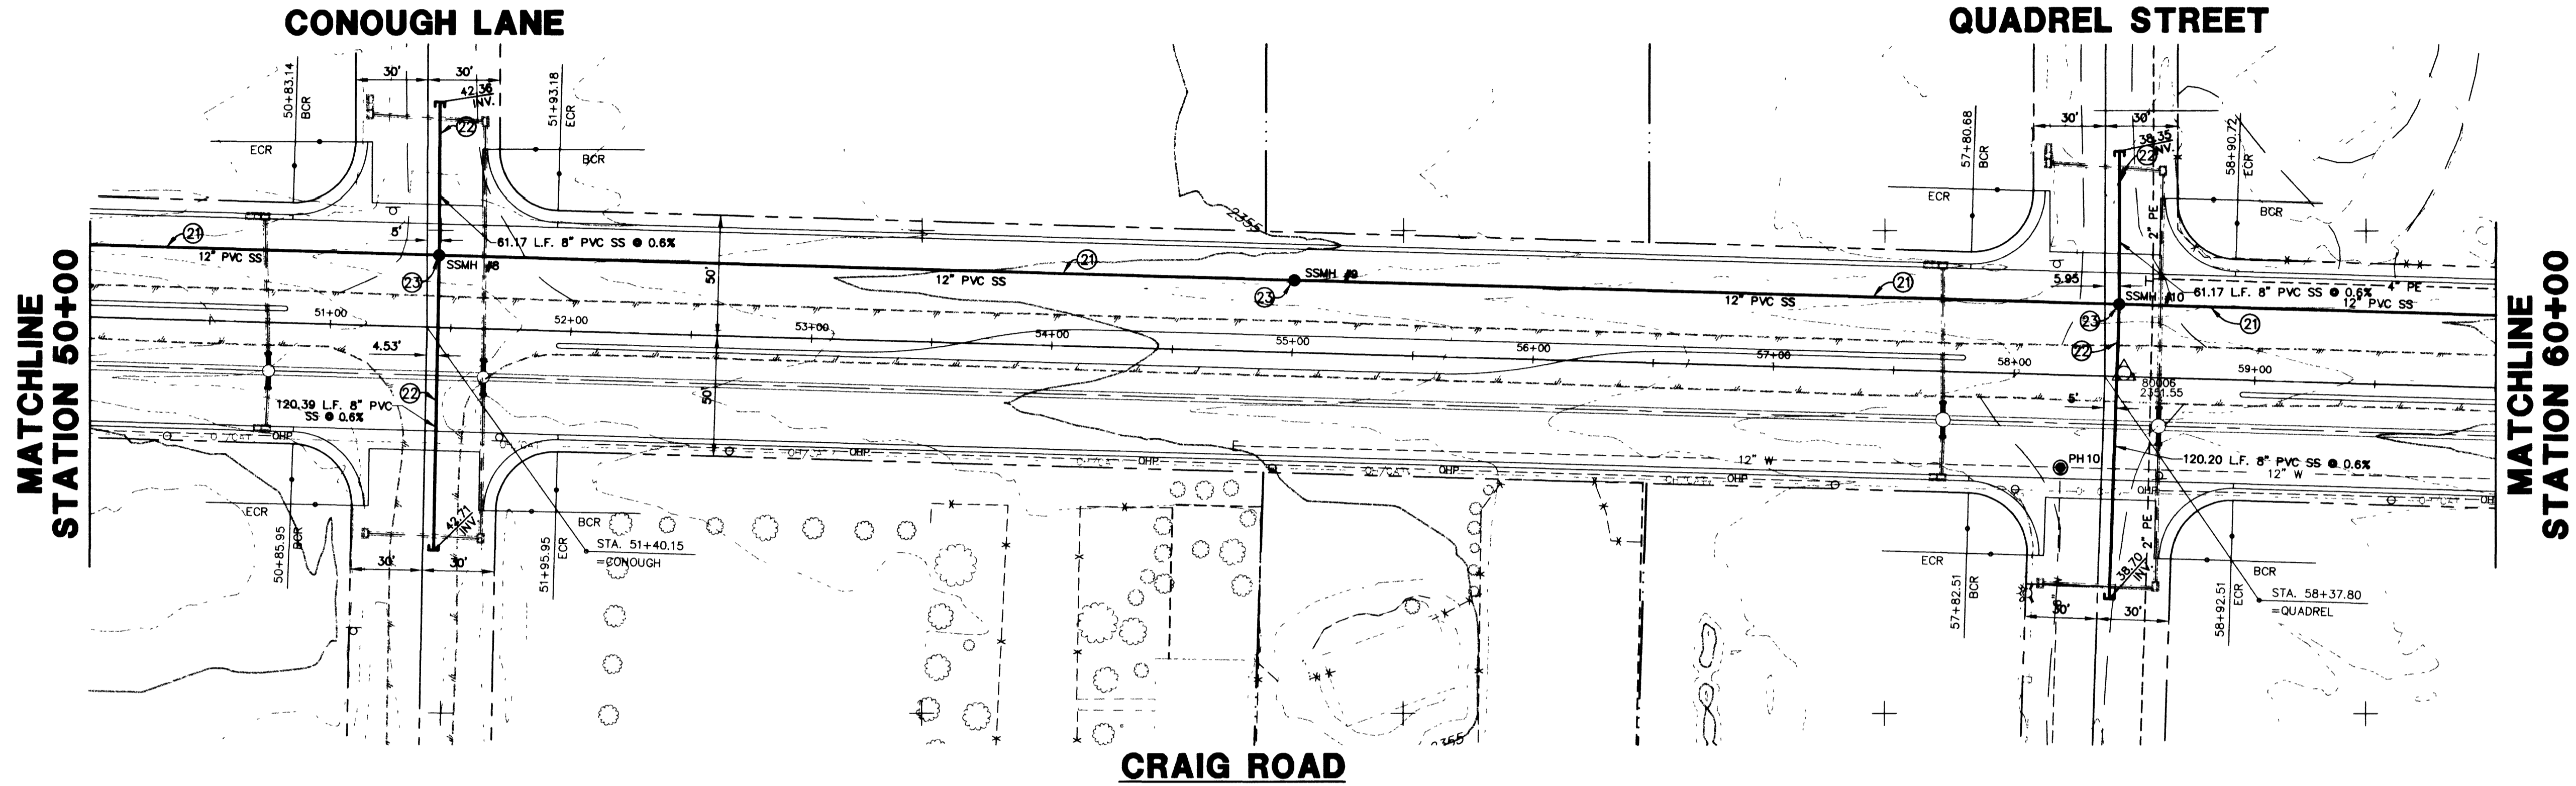 CONOUGH LANE
QUADREL STREET
MATCHLINE
STATION 50+00
30'
30'
42.36
INV.
50+83.14
BCR
51+93.18
ECR
22
ECR
BCR
21
12" PVC SS
5'
61.17 L.F. 8" PVC SS @ 0.6%
SSMH #8
23
50'
21
12" PVC SS
2355
SSMH #9
23
21
12" PVC SS
51+00
52+00
53+00
54+00
55+00
56+00
57+00
58+00
59+00
4.53'
22
120.39 L.F. 8" PVC
SS @ 0.6%
50'
OHP
OHP
OHP
OHP
OHP
12" W
ECR
50+85.95
BCR
42.71
INV.
51+95.95
ECR
BCR
STA. 51+40.15
=CONOUGH
30'
30'
30'
30'
38.35
INV.
22
57+80.68
BCR
58+90.72
ECR
ECR
BCR
2" PE
5.95
SSMH #10
61.17 L.F. 8" PVC SS @ 0.6%
4" PE
12" PVC SS
23
21
22
80006
2351.55
5'
PH10
120.20 L.F. 8" PVC SS @ 0.6%
12" W
OHP
2" PE
ECR
57+82.51
BCR
38.70
INV.
BCR
58+92.51
ECR
STA. 58+37.80
=QUADREL
30'
30'
2355
MATCHLINE
STATION 60+00
CRAIG ROAD